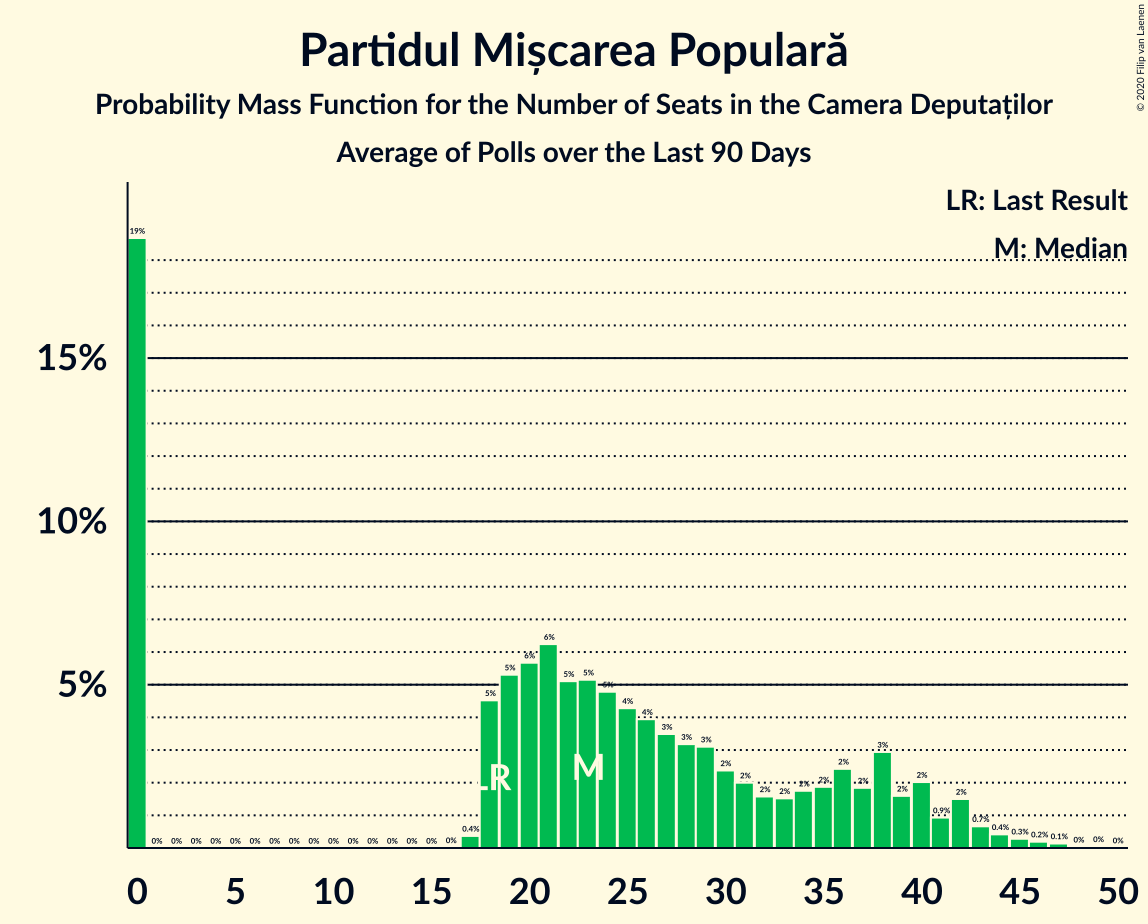 Partidul Mișcarea Populară
Probability Mass Function for the Number of Seats in the Camera Deputaților
Average of Polls over the Last 90 Days
© 2020 Filip van Laenen
LR: Last Result
M: Median
15%
10%
5%
19% 0% 0% 0% 0% 0% 0% 0% 0% 0% 0% 0% 0% 0% 0% 0% 0% 0.4% 5% 5% 6% 6% 5% 5% 5% 4% 4% 3% 3% 3% 2% 2% 2% 2% 2% 2% 2% 2% 3% 2% 2% 0.9% 2% 0.7% 0.4% 0.3% 0.2% 0.1% 0% 0% 0%
LR M
0 5 10 15 20 25 30 35 40 45 50